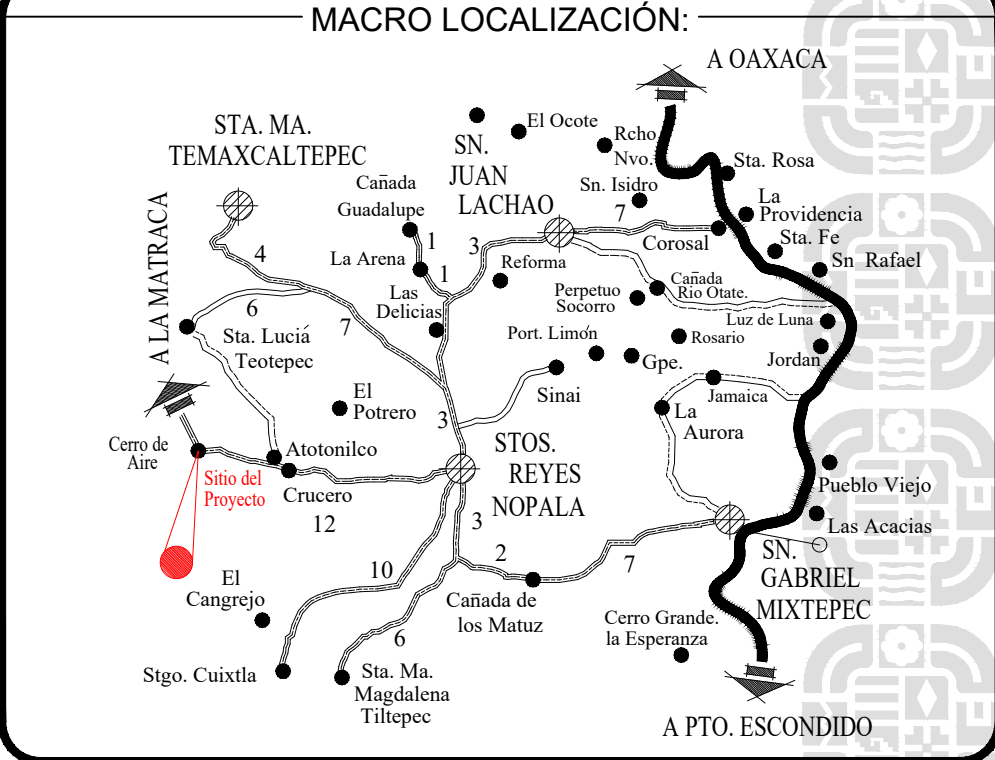 MACRO LOCALIZACIÓN:
A OAXACA
El Ocote
STA. MA.
TEMAXCALTEPEC
SN.
JUAN
LACHAO
Rcho
Nvo.
Sta. Rosa
Cañada
Guadalupe
Sn. Isidro
7
La
Providencia
A LA MATRACA
1
3
Corosal
Sta. Fe
4
La Arena
1
Reforma
Sn Rafael
Cañada
Rio Otate.
Las
Delicias
Perpetuo
Socorro
6
7
Luz de Luna
Sta. Luciá
Teotepec
Port. Limón
Rosario
Gpe.
Jordan
El
Potrero
Sinai
Jamaica
3
La
Aurora
Cerro de
Aire
Atotonilco
STOS.
REYES
NOPALA
Sitio del
Proyecto
Crucero
Pueblo Viejo
12
3
Las Acacias
2
7
SN.
GABRIEL
MIXTEPEC
El
Cangrejo
10
Cañada de
los Matuz
Cerro Grande.
la Esperanza
6
Stgo. Cuixtla
Sta. Ma.
Magdalena
Tiltepec
A PTO. ESCONDIDO